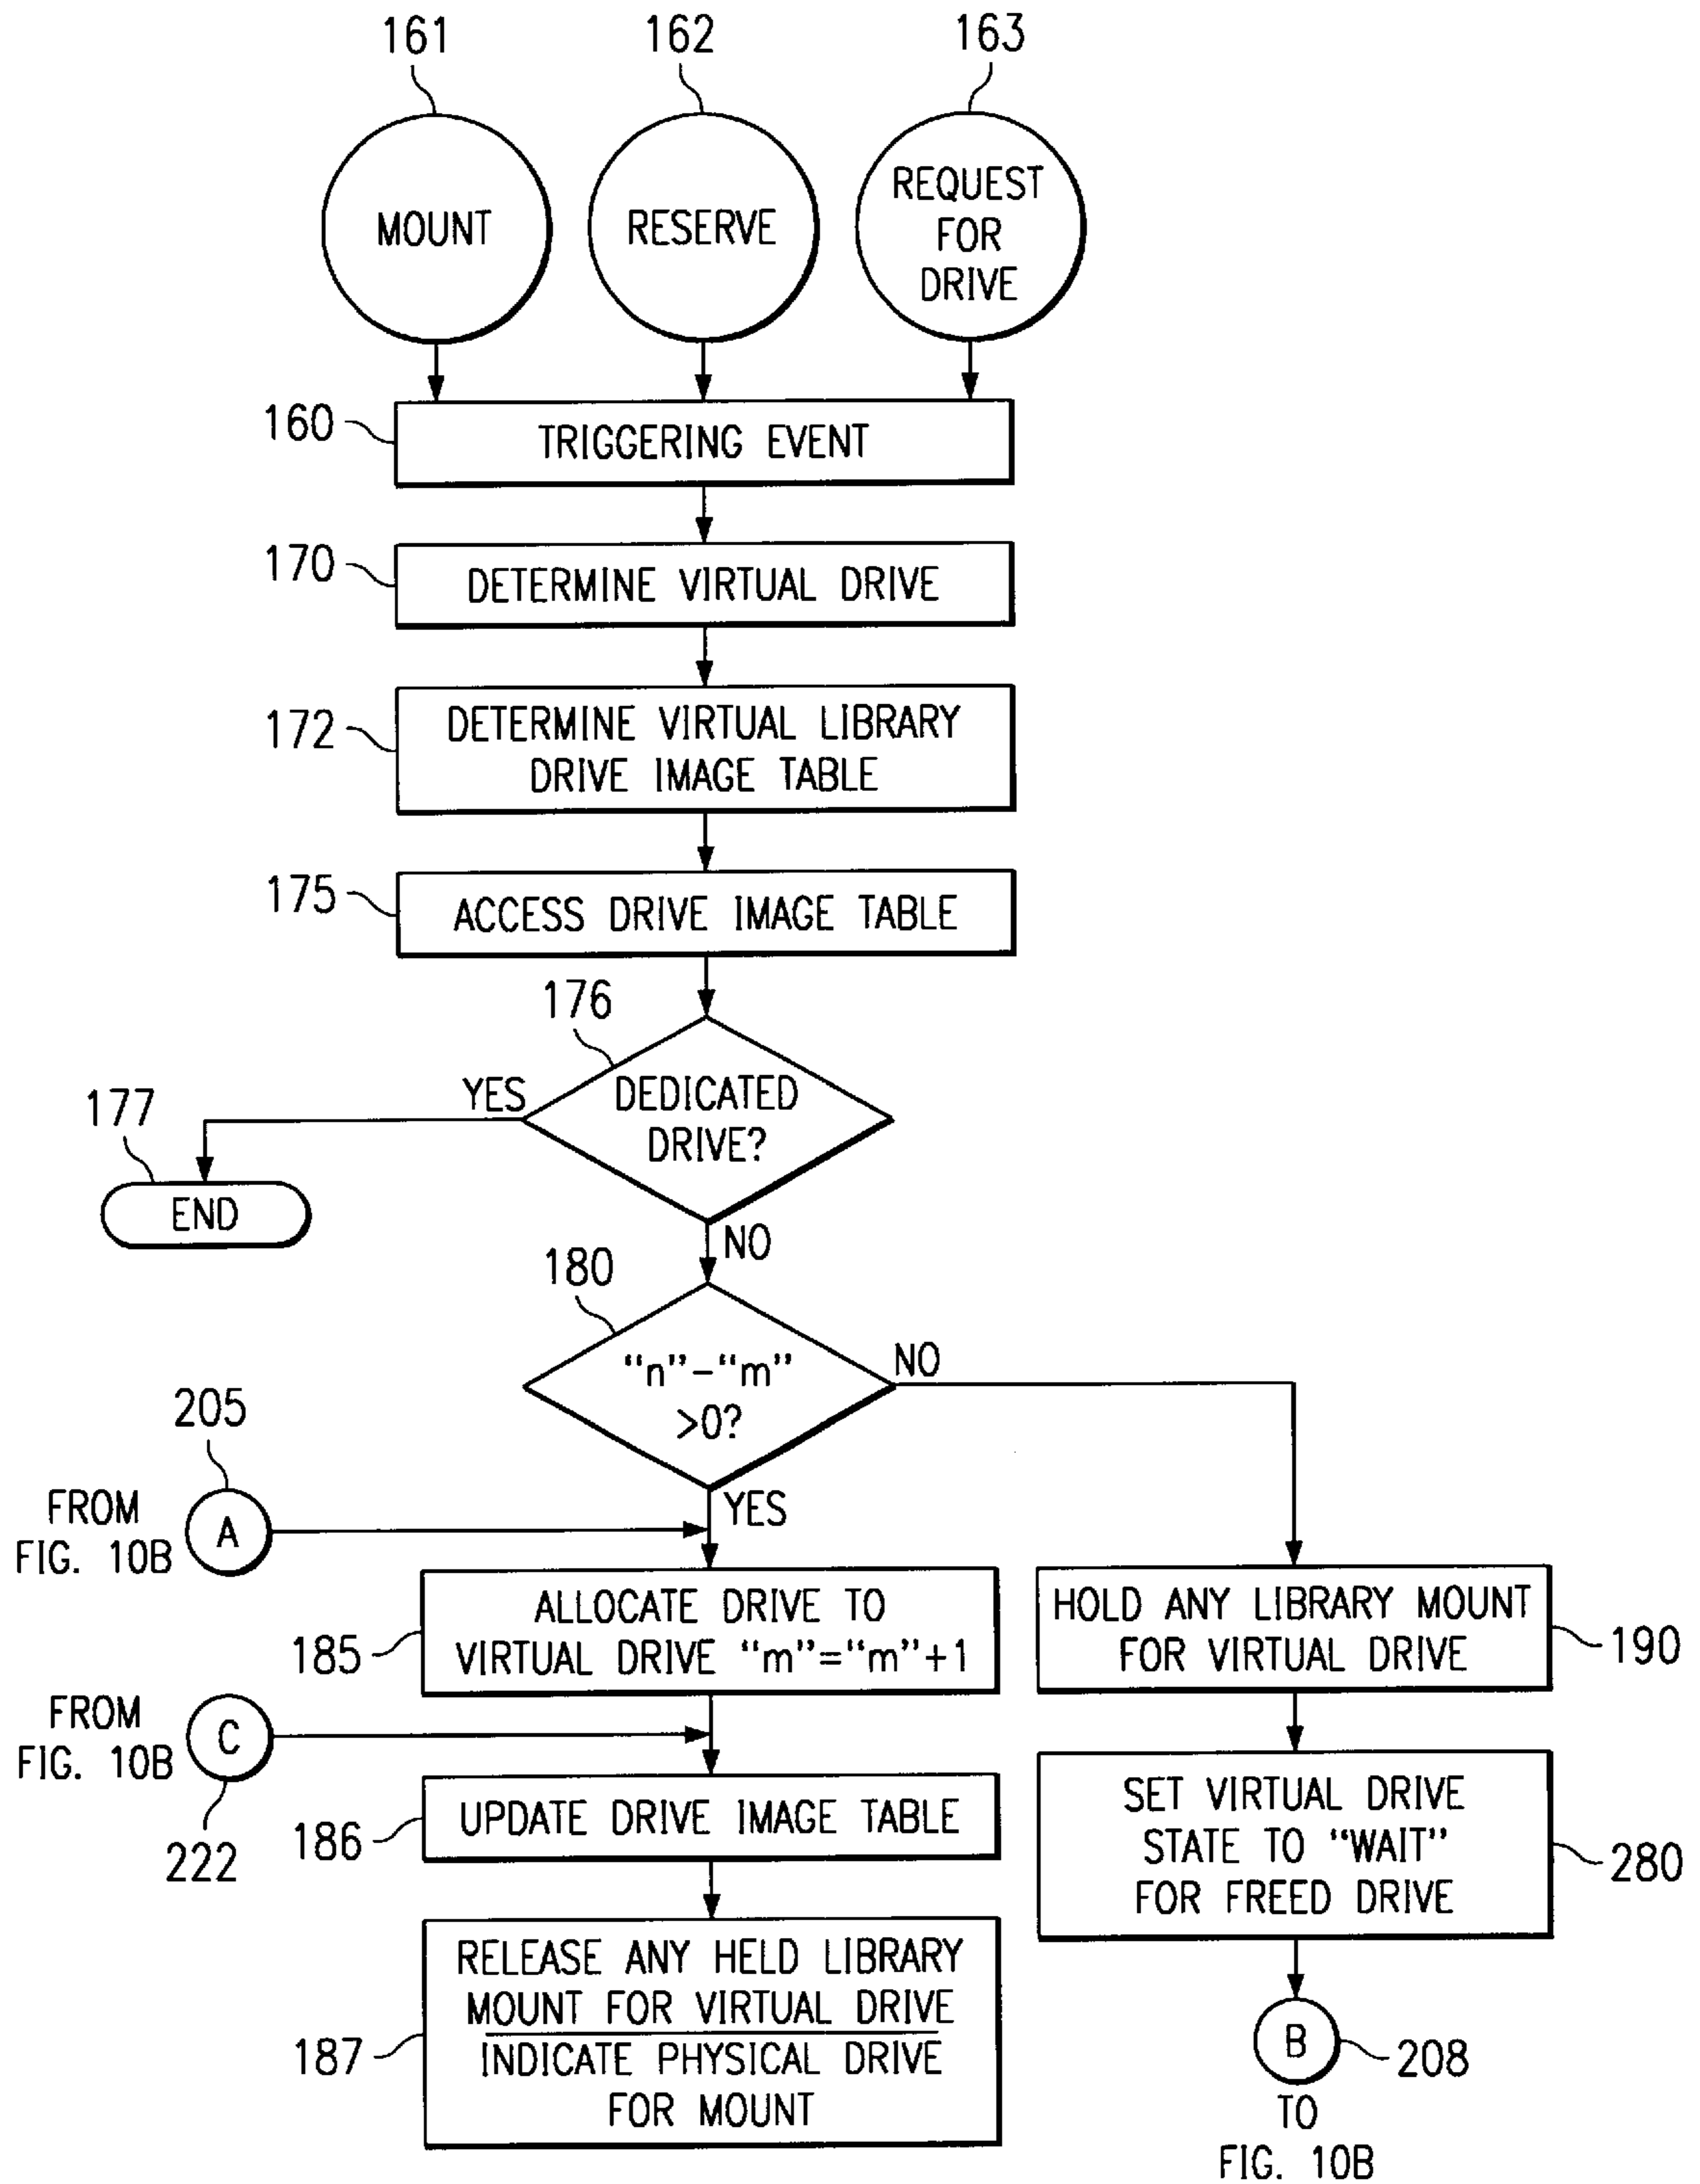 161
162
163
MOUNT
RESERVE
REQUEST
FOR
DRIVE
160
TRIGGERING EVENT
170
DETERMINE VIRTUAL DRIVE
172
DETERMINE VIRTUAL LIBRARY
DRIVE IMAGE TABLE
175
ACCESS DRIVE IMAGE TABLE
176
DEDICATED
DRIVE?
YES
177
END
NO
180
“n”–“m”
>0?
NO
YES
205
FROM
FIG. 10B
A
185
ALLOCATE DRIVE TO
VIRTUAL DRIVE “m”=“m”+1
HOLD ANY LIBRARY MOUNT
FOR VIRTUAL DRIVE
190
FROM
FIG. 10B
C
222
186
UPDATE DRIVE IMAGE TABLE
SET VIRTUAL DRIVE
STATE TO “WAIT”
FOR FREED DRIVE
280
187
RELEASE ANY HELD LIBRARY
MOUNT FOR VIRTUAL DRIVE
INDICATE PHYSICAL DRIVE
FOR MOUNT
B
208
TO
FIG. 10B